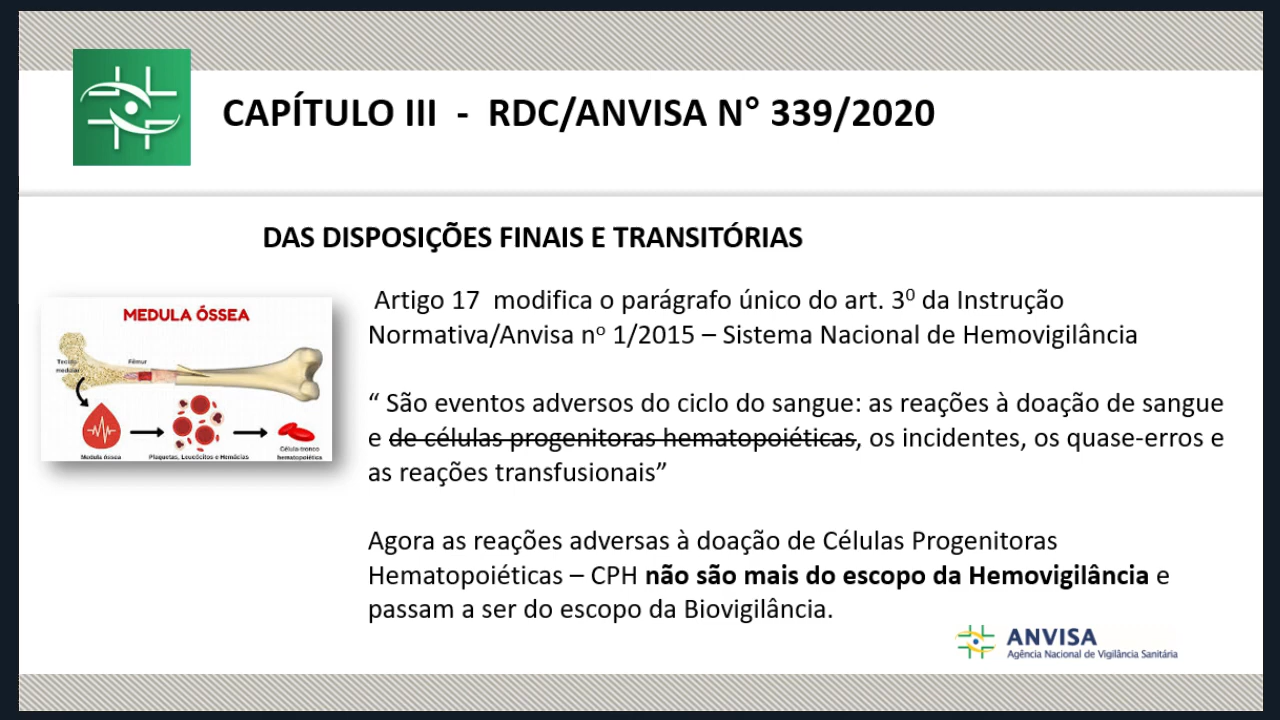 CAPÍTULO III - RDC/ANVISA N° 339/2020
DAS DISPOSIÇÕES FINAIS E TRANSITÓRIAS
MEDULA ÓSSEA
Tecido
medular
Fêmur
Medula óssea
Plaquetas, Leucócitos e Hemácias
Célula-tronco
hematopoiética
Artigo 17 modifica o parágrafo único do art. 3⁰ da Instrução
Normativa/Anvisa nº 1/2015 – Sistema Nacional de Hemovigilância
“ São eventos adversos do ciclo do sangue: as reações à doação de sangue
e de células progenitoras hematopoiéticas, os incidentes, os quase-erros e
as reações transfusionais”
Agora as reações adversas à doação de Células Progenitoras
Hematopoiéticas – CPH não são mais do escopo da Hemovigilância e
passam a ser do escopo da Biovigilância.
ANVISA
Agência Nacional de Vigilância Sanitária